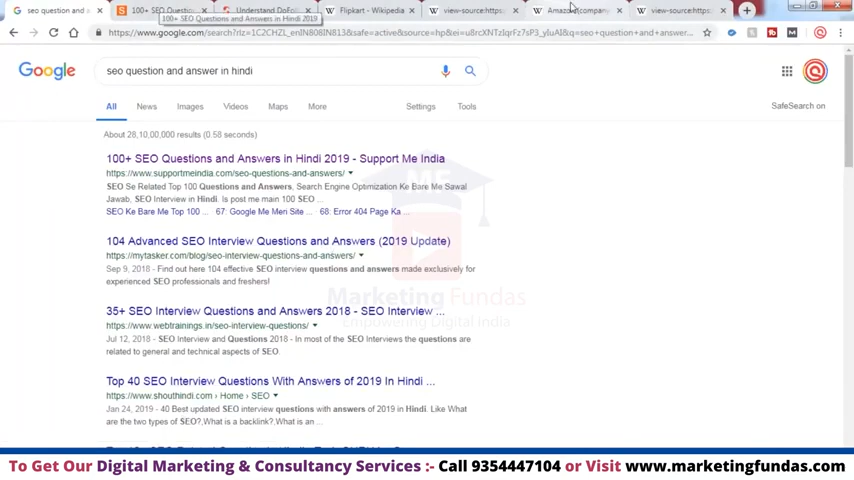 seo question and answer in
100+ SEO Questions
Understand DoFo
Flipkart - Wikipedia
view-source:https:
Amazon (company
view-source:https:
100+ SEO Questions and Answers in Hindi 2019
https://www.google.com/search?rlz=1C2CHZL_enIN808IN813&safe=active&source=hp&ei=
Google
seo question and answer in hindi
All News Images Videos Maps More Settings Tools
SafeSearch on
About 28,10,00,000 results (0.58 seconds)
100+ SEO Questions and Answers in Hindi 2019 - Support Me India
https://www.supportmeindia.com/seo-questions-and-answers/
SEO Se Related Top 100 Questions and Answers, Search Engine Optimization Ke Bare Me Sawal
Jawab, SEO Interview in Hindi. Is post me main 100 SEO ...
SEO Ke Bare Me Top 100 ... 67: Google Me Meri Site ... 68: Error 404 Page Ka ...
104 Advanced SEO Interview Questions and Answers (2019 Update)
https://mytasker.com/blog/seo-interview-questions-and-answers/
Sep 9, 2018 - Find out here 104 effective SEO interview questions and answers made exclusively for
experienced SEO professionals and freshers!
35+ SEO Interview Questions and Answers 2018 - SEO Interview ...
https://www.webtrainings.in/seo-interview-questions/
Jul 12, 2018 - SEO Interview and Questions 2018 - In most of the SEO Interviews the questions are
related to general and technical aspects of SEO.
Top 40 SEO Interview Questions With Answers of 2019 In Hindi ...
https://www.shouthindi.com › Home › SEO
Jan 24, 2019 - 40 Best updated SEO interview questions with answers of 2019 in Hindi. Like What
are the two types of SEO?,What is a backlink?,What is an ...
ME
Marketing Fundas
Empowering Digital India
To Get Our Digital Marketing & Consultancy Services :- Call 9354447104 or Visit www.marketingfundas.com